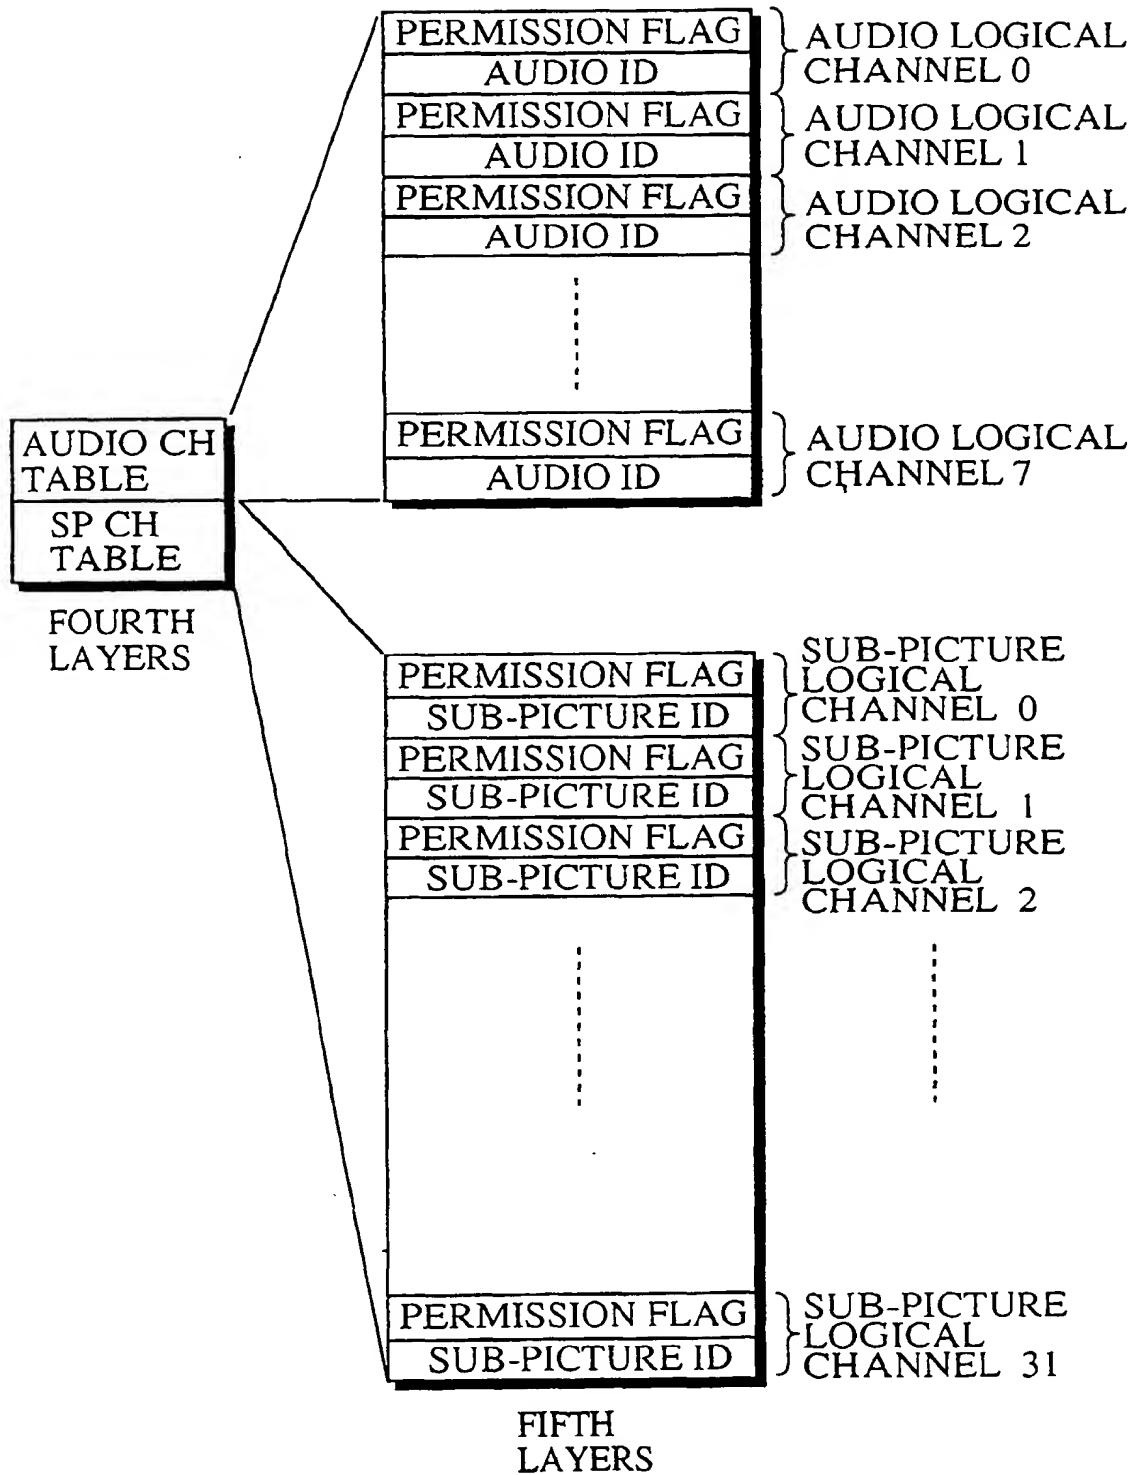 PERMISSION FLAG
AUDIO ID
AUDIO LOGICAL
CHANNEL 0
PERMISSION FLAG
AUDIO ID
AUDIO LOGICAL
CHANNEL 1
PERMISSION FLAG
AUDIO ID
AUDIO LOGICAL
CHANNEL 2
PERMISSION FLAG
AUDIO ID
AUDIO LOGICAL
CHANNEL 7
AUDIO CH
TABLE
SP CH
TABLE
FOURTH
LAYERS
PERMISSION FLAG
SUB-PICTURE ID
SUB-PICTURE
LOGICAL
CHANNEL 0
PERMISSION FLAG
SUB-PICTURE ID
SUB-PICTURE
LOGICAL
CHANNEL 1
PERMISSION FLAG
SUB-PICTURE ID
SUB-PICTURE
LOGICAL
CHANNEL 2
PERMISSION FLAG
SUB-PICTURE ID
SUB-PICTURE
LOGICAL
CHANNEL 31
FIFTH
LAYERS